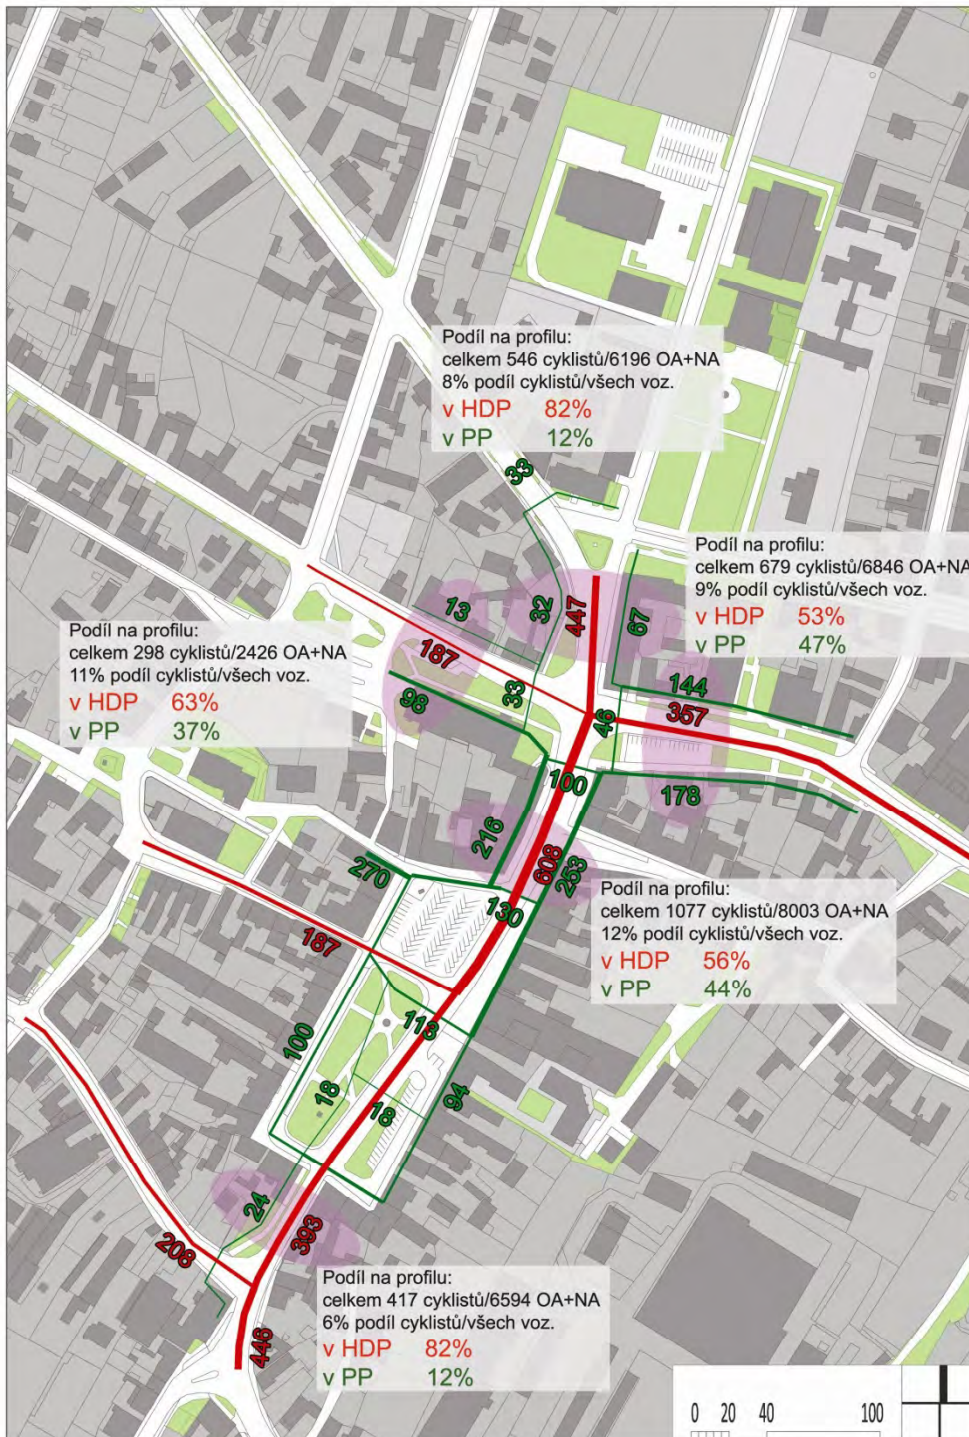 Podíl na profilu:
celkem 546 cyklistů/6196 OA+NA
8% podíl cyklistů/všech voz.
v HDP 82%
v PP 12%
33
Podíl na profilu:
celkem 679 cyklistů/6846 OA+NA
9% podíl cyklistů/všech voz.
v HDP 53%
v PP 47%
13
32
447
67
Podíl na profilu:
celkem 298 cyklistů/2426 OA+NA
11% podíl cyklistů/všech voz.
v HDP 63%
v PP 37%
187
98
33
144
357
46
100
178
216
608
253
270
130
Podíl na profilu:
celkem 1077 cyklistů/8003 OA+NA
12% podíl cyklistů/všech voz.
v HDP 56%
v PP 44%
187
100
113
18
18
94
24
393
208
448
Podíl na profilu:
celkem 417 cyklistů/6594 OA+NA
6% podíl cyklistů/všech voz.
v HDP 82%
v PP 12%
0 20 40 100